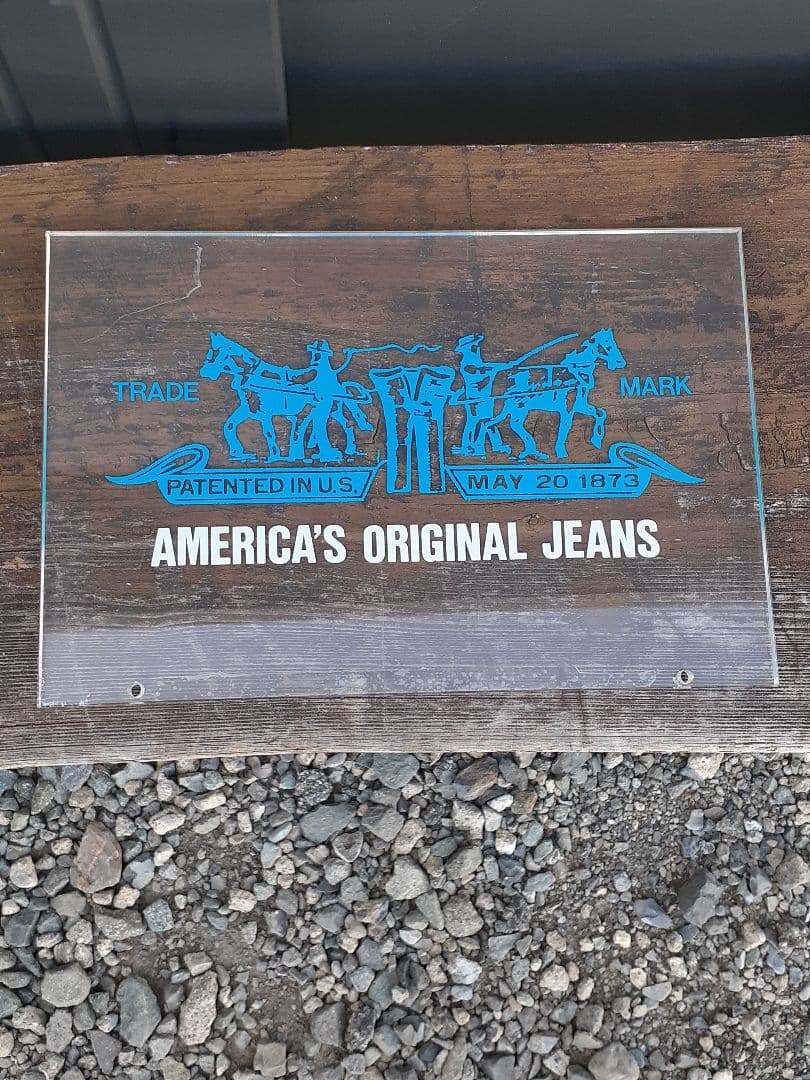 TRADE MARK
PATENTED IN U.S. MAY 20 1873
AMERICA'S ORIGINAL JEANS